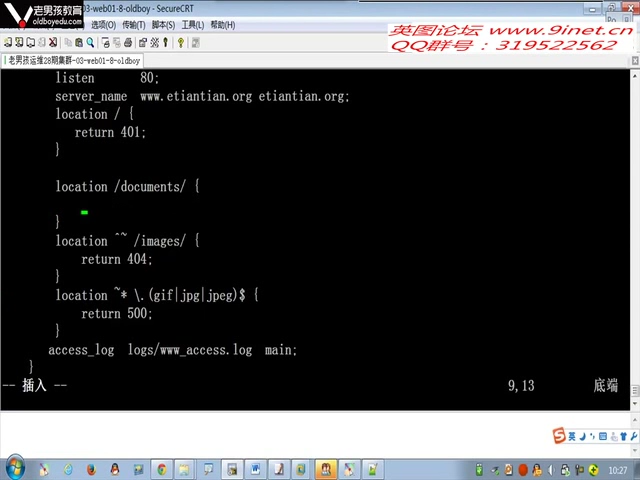 老男孩教育
oldboyedu.com
03-web01-8-oldboy - SecureCRT
选项(O) 传输(T) 脚本(S) 工具(L) 帮助(H)
英图论坛 www.9inet.cn
QQ群号：319522562
老男孩运维28期集群-03-web01-8-oldboy
listen 80;
server_name www.etiantian.org etiantian.org;
location / {
return 401;
}
location /documents/ {
}
location ^~ /images/ {
return 404;
}
location ~* \.(gif|jpg|jpeg)$ {
return 500;
}
access_log logs/www_access.log main;
}
-- 插入 --
9,13
底端
英
10:27